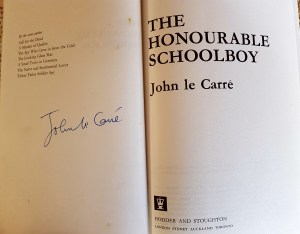 By the same author
Call for the Dead
A Murder of Quality
The Spy Who Came in from the Cold
The Looking Glass War
A Small Town in Germany
The Naive and Sentimental Lover
Tinker Tailor Soldier Spy
John le Carré
THE
HONOURABLE
SCHOOLBOY
John le Carré
HODDER AND STOUGHTON
LONDON SYDNEY AUCKLAND TORONTO